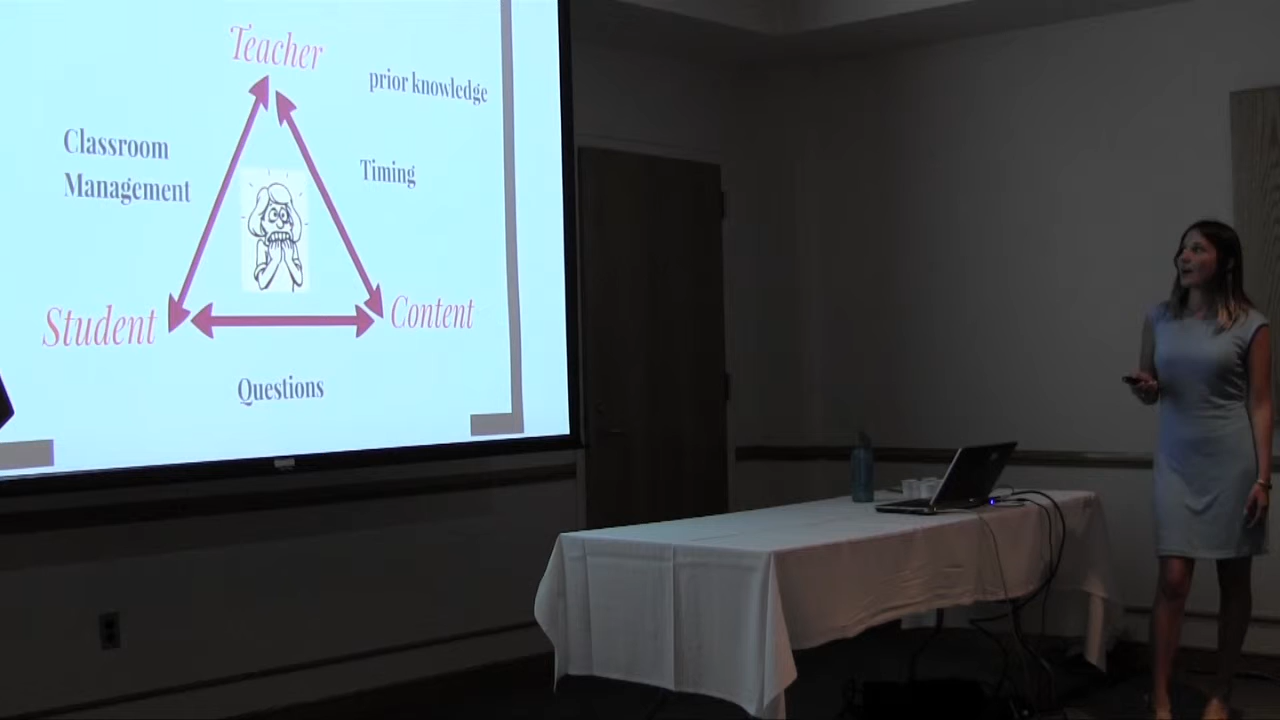 Teacher
prior knowledge
Classroom
Management
Timing
Student
Content
Questions